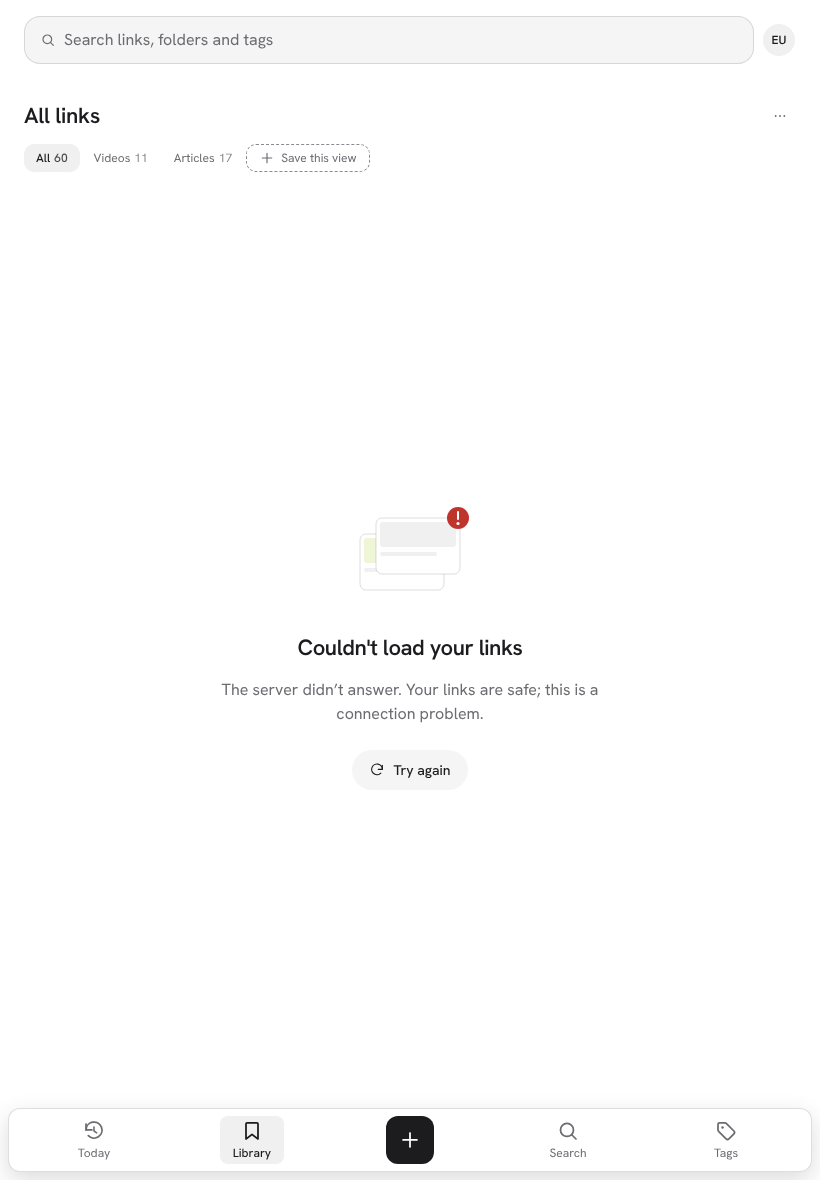 Search links, folders and tags
EU
All links
All 60
Videos 11
Articles 17
Save this view
Couldn't load your links
The server didn’t answer. Your links are safe; this is a
connection problem.
Try again
Today
Library
Search
Tags